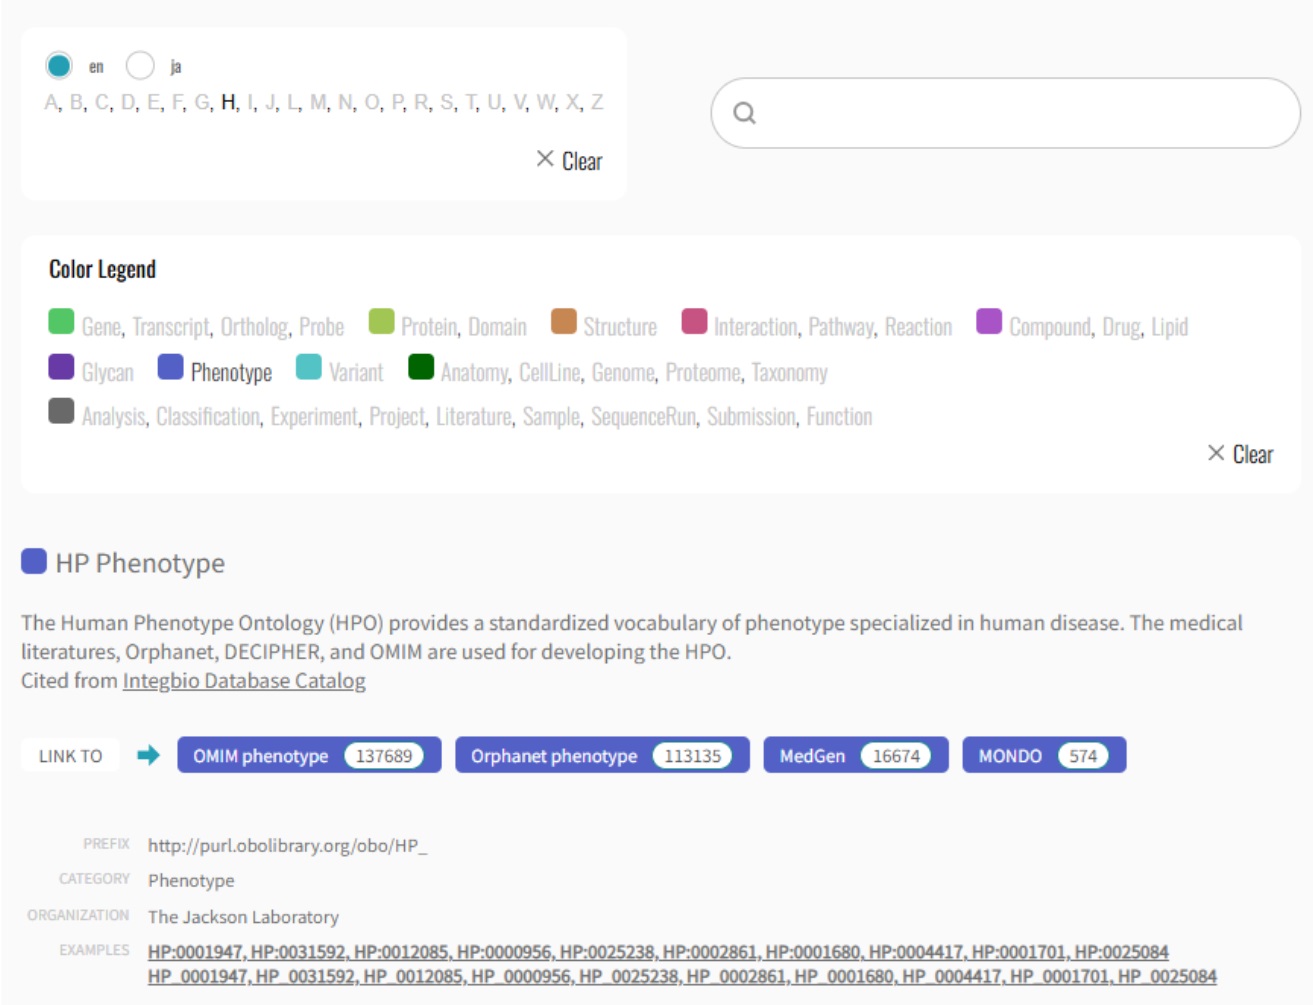 en ja
A, B, C, D, E, F, G, H, I, J, L, M, N, O, P, R, S, T, U, V, W, X, Z
Clear
Color Legend
Gene, Transcript, Ortholog, Probe Protein, Domain Structure Interaction, Pathway, Reaction Compound, Drug, Lipid
Glycan Phenotype Variant Anatomy, CellLine, Genome, Proteome, Taxonomy
Analysis, Classification, Experiment, Project, Literature, Sample, SequenceRun, Submission, Function
Clear
HP Phenotype
The Human Phenotype Ontology (HPO) provides a standardized vocabulary of phenotype specialized in human disease. The medical
literatures, Orphanet, DECIPHER, and OMIM are used for developing the HPO.
Cited from Integbio Database Catalog
LINK TO OMIM phenotype 137689 Orphanet phenotype 113135 MedGen 16674 MONDO 574
PREFIX http://purl.obolibrary.org/obo/HP_
CATEGORY Phenotype
ORGANIZATION The Jackson Laboratory
EXAMPLES HP:0001947, HP:0031592, HP:0012085, HP:0000956, HP:0025238, HP:0002861, HP:0001680, HP:0004417, HP:0001701, HP:0025084
HP_0001947, HP_0031592, HP_0012085, HP_0000956, HP_0025238, HP_0002861, HP_0001680, HP_0004417, HP_0001701, HP_0025084